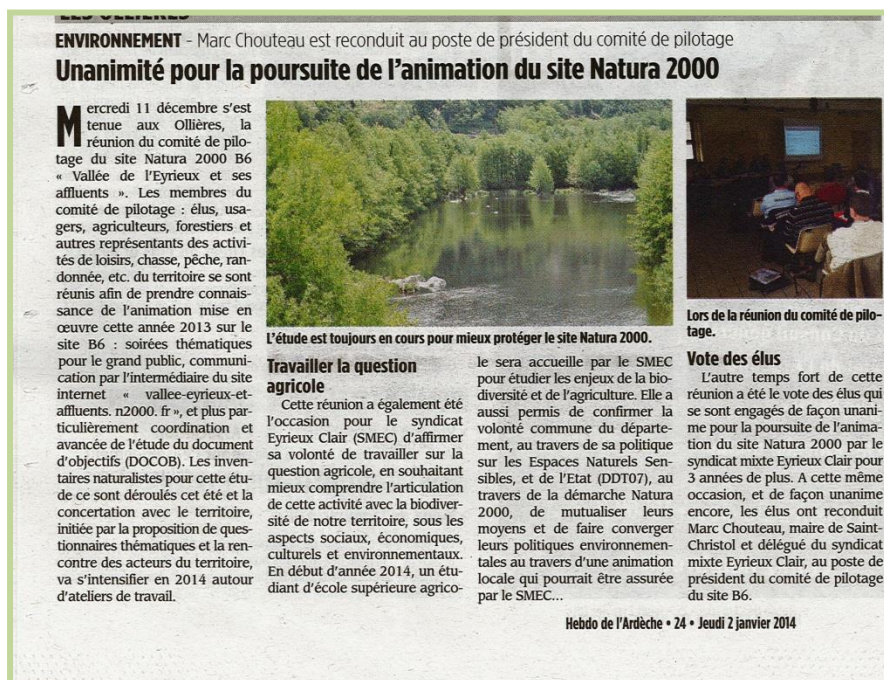 LES OLLIÈRES
ENVIRONNEMENT - Marc Chouteau est reconduit au poste de président du comité de pilotage
Unanimité pour la poursuite de l'animation du site Natura 2000
Mercredi 11 décembre s'est
tenue aux Ollières, la
réunion du comité de pilo-
tage du site Natura 2000 B6
« Vallée de l'Eyrieux et ses
affluents ». Les membres du
comité de pilotage : élus, usa-
gers, agriculteurs, forestiers et
autres représentants des activi-
tés de loisirs, chasse, pêche, ran-
donnée, etc. du territoire se sont
réunis afin de prendre connais-
sance de l'animation mise en
œuvre cette année 2013 sur le
site B6 : soirées thématiques
pour le grand public, communi-
cation par l'intermédiaire du site
internet « vallee-eyrieux-et-
affluents. n2000. fr », et plus par-
ticulièrement coordination et
avancée de l'étude du document
d'objectifs (DOCOB). Les inven-
taires naturalistes pour cette étu-
de ce sont déroulés cet été et la
concertation avec le territoire,
initiée par la proposition de ques-
tionnaires thématiques et la ren-
contre des acteurs du territoire,
va s'intensifier en 2014 autour
d'ateliers de travail.
L'étude est toujours en cours pour mieux protéger le site Natura 2000.
Travailler la question
agricole
Cette réunion a également été
l'occasion pour le syndicat
Eyrieux Clair (SMEC) d'affirmer
sa volonté de travailler sur la
question agricole, en souhaitant
mieux comprendre l'articulation
de cette activité avec la biodiver-
sité de notre territoire, sous les
aspects sociaux, économiques,
culturels et environnementaux.
En début d'année 2014, un étu-
diant d'école supérieure agrico-
le sera accueille par le SMEC
pour étudier les enjeux de la bio-
diversité et de l'agriculture. Elle a
aussi permis de confirmer la
volonté commune du départe-
ment, au travers de sa politique
sur les Espaces Naturels Sen-
sibles, et de l'Etat (DDT07), au
travers de la démarche Natura
2000, de mutualiser leurs
moyens et de faire converger
leurs politiques environnemen-
tales au travers d'une animation
locale qui pourrait être assurée
par le SMEC...
Lors de la réunion du comité de pilo-
tage.
Vote des élus
L'autre temps fort de cette
réunion a été le vote des élus qui
se sont engagés de façon unani-
me pour la poursuite de l'anima-
tion du site Natura 2000 par le
syndicat mixte Eyrieux Clair pour
3 années de plus. A cette même
occasion, et de façon unanime
encore, les élus ont reconduit
Marc Chouteau, maire de Saint-
Christol et délégué du syndicat
mixte Eyrieux Clair, au poste de
président du comité de pilotage
du site B6.
Hebdo de l'Ardèche • 24 • Jeudi 2 janvier 2014